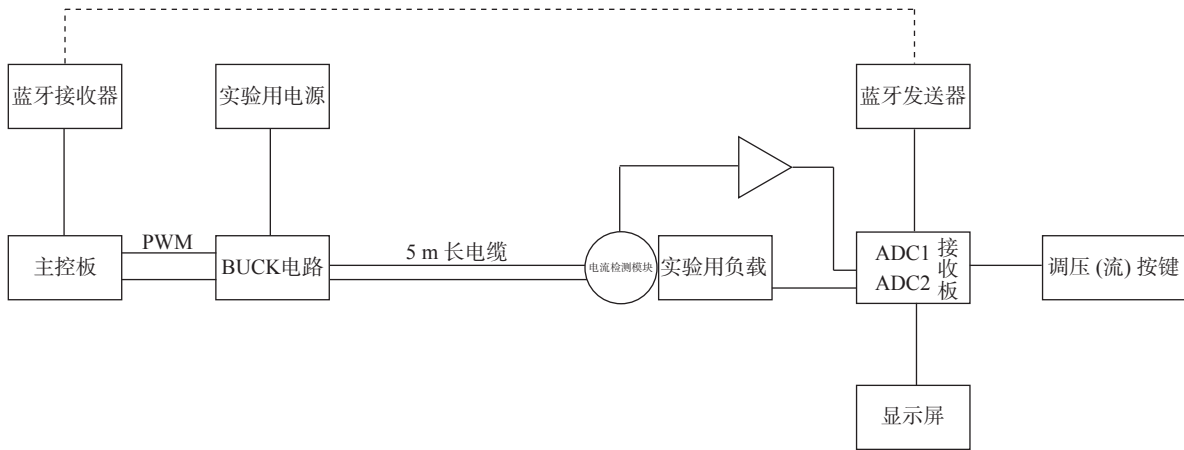 蓝牙接收器
实验用电源
蓝牙发送器
主控板
PWM
BUCK电路
5 m 长电缆
电流检测模块
实验用负载
ADC1
ADC2
接收板
调压 (流) 按键
显示屏